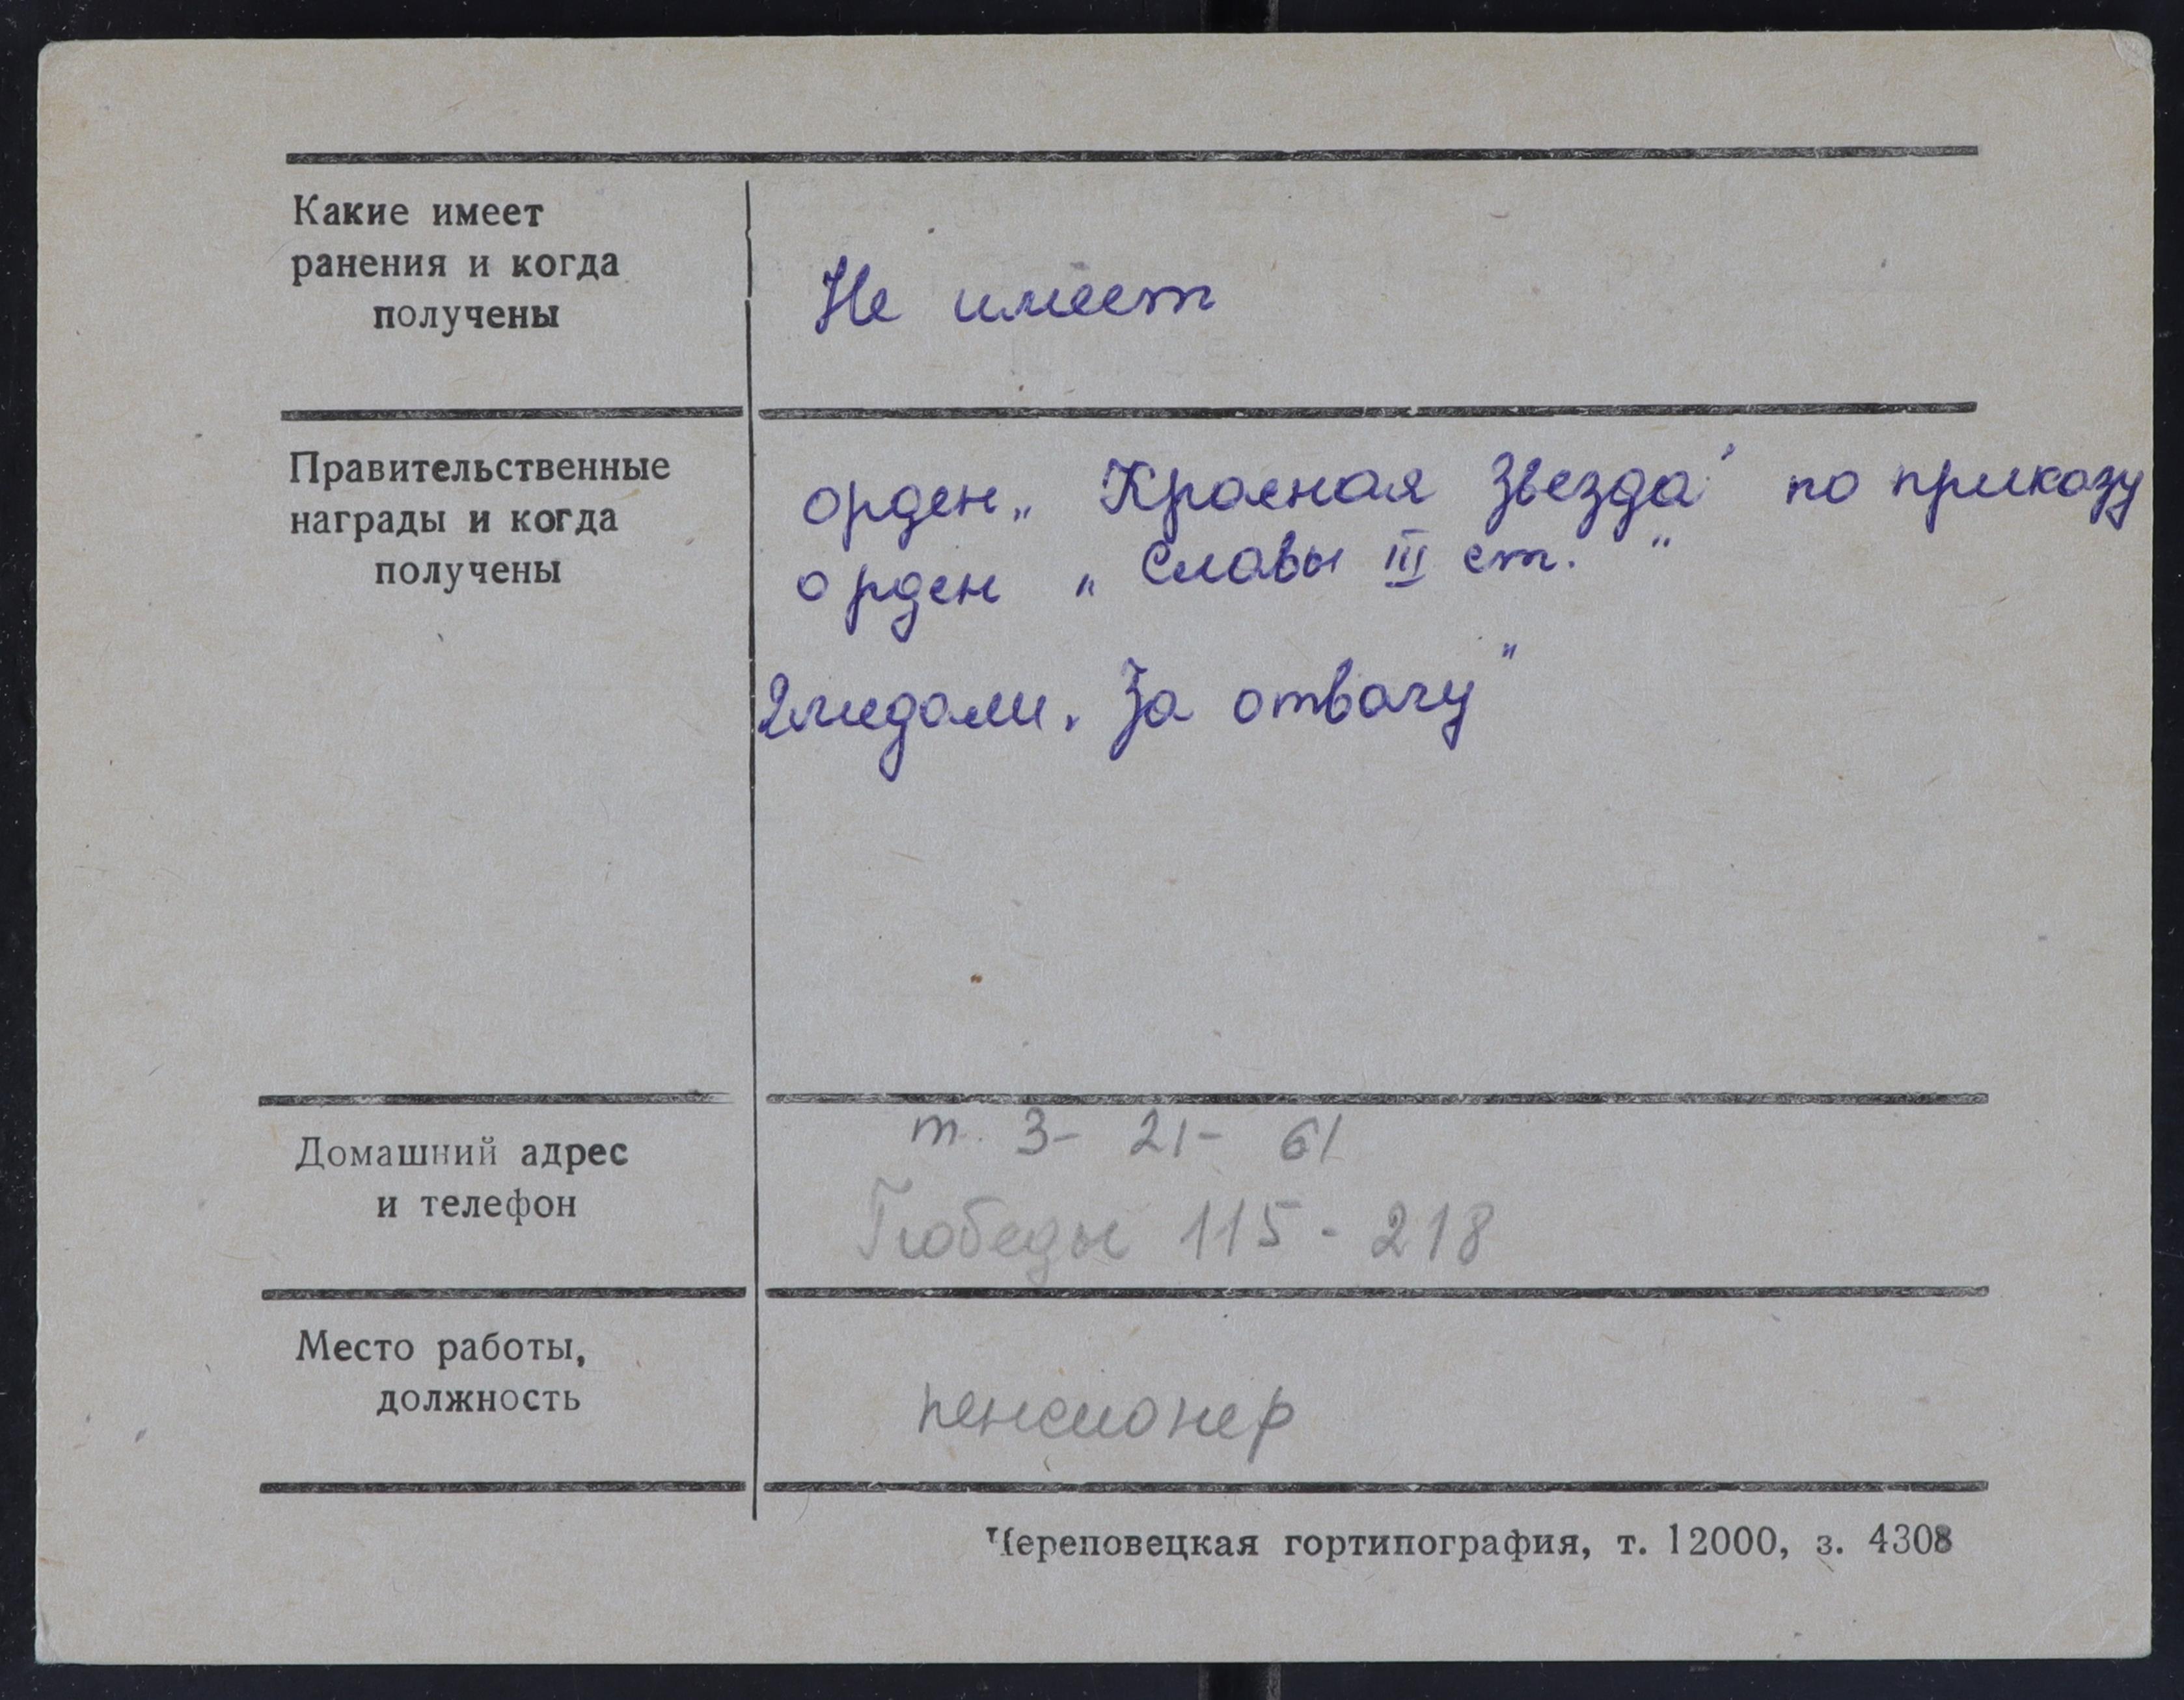 Какие имеет
ранения и когда
получены
Не имеет
Правительственные
награды и когда
получены
орден „Красная Звезда" по приказу
орден „Славы III ст."
2 медали „За отвагу"
Домашний адрес
и телефон
т. 3-21-61
Победы 115-218
Место работы,
должность
пенсионер
Череповецкая гортипография, т. 12000, з. 4308